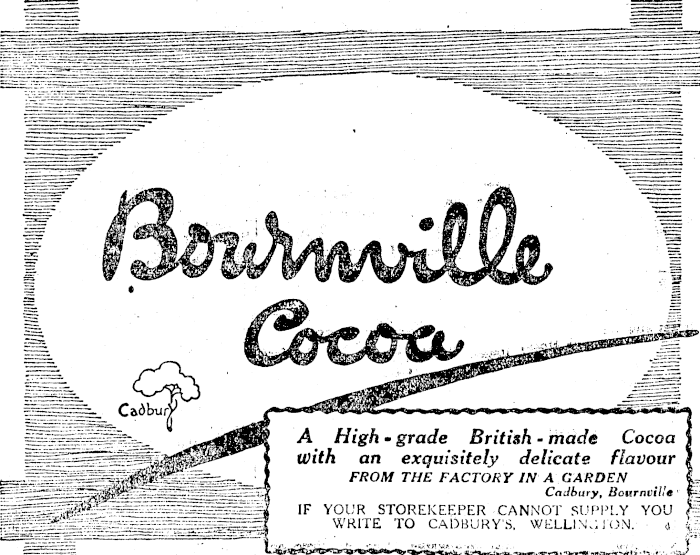 Bournville
Cocoa
Cadbury
A High-grade British-made Cocoa
with an exquisitely delicate flavour
FROM THE FACTORY IN A GARDEN
Cadbury, Bournville
IF YOUR STOREKEEPER CANNOT SUPPLY YOU
WRITE TO CADBURY'S, WELLINGTON.